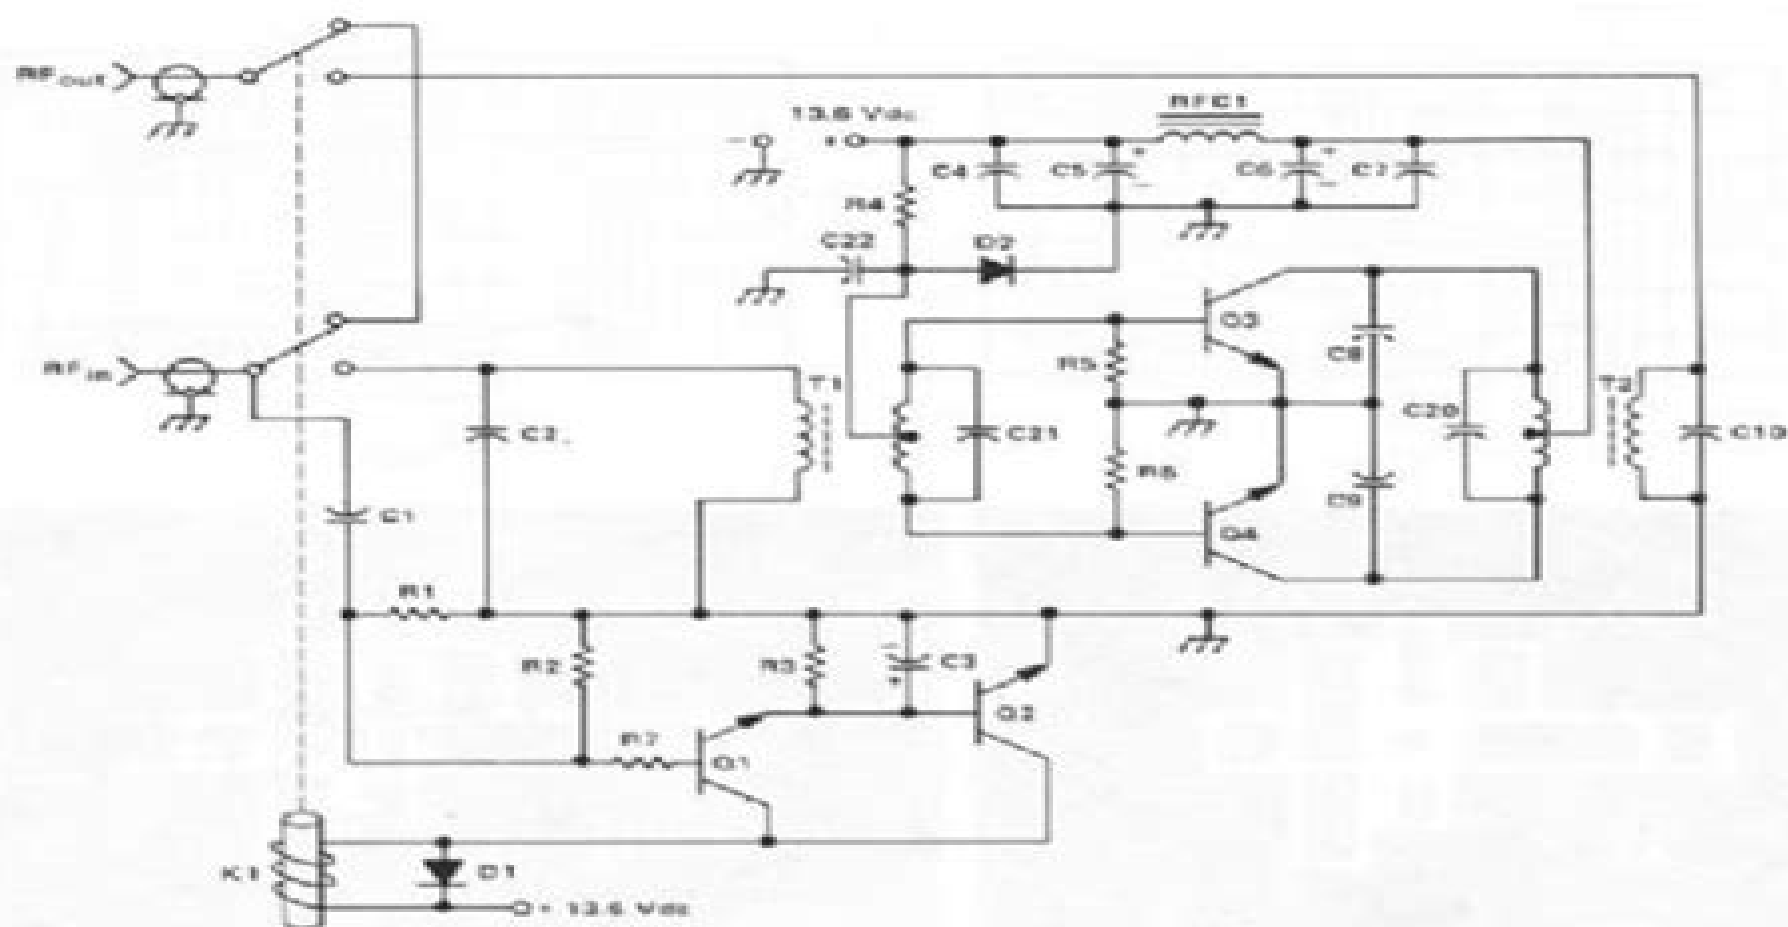 RFout
13.6 Vdc
RFC1
- +
C4
C5
+
-
C6
+
-
C7
R4
C22
D2
Q3
C8
R5
RFin
T1
T2
C20
C2
C21
C10
R6
C9
C1
Q4
R1
R2
R3
-
+
C3
Q2
R7
Q1
K1
D1
+ 13.6 Vdc